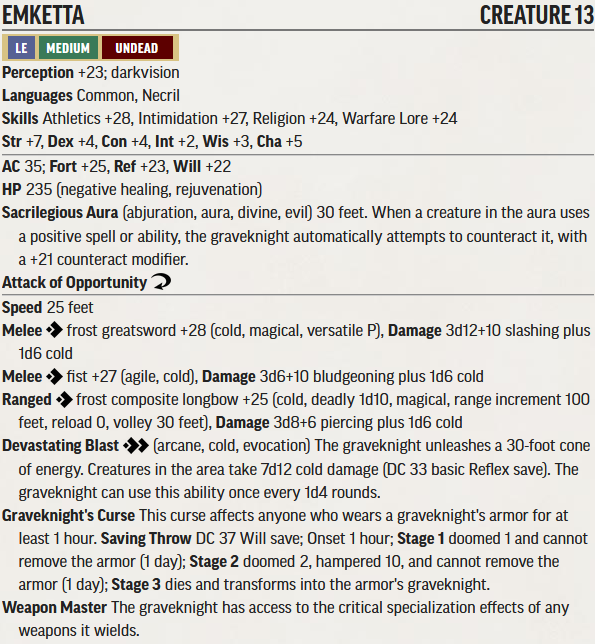 EMKETTA CREATURE 13
LE MEDIUM UNDEAD
Perception +23; darkvision
Languages Common, Necril
Skills Athletics +28, Intimidation +27, Religion +24, Warfare Lore +24
Str +7, Dex +4, Con +4, Int +2, Wis +3, Cha +5
AC 35; Fort +25, Ref +23, Will +22
HP 235 (negative healing, rejuvenation)
Sacrilegious Aura (abjuration, aura, divine, evil) 30 feet. When a creature in the aura uses
a positive spell or ability, the graveknight automatically attempts to counteract it, with
a +21 counteract modifier.
Attack of Opportunity
Speed 25 feet
Melee frost greatsword +28 (cold, magical, versatile P), Damage 3d12+10 slashing plus
1d6 cold
Melee fist +27 (agile, cold), Damage 3d6+10 bludgeoning plus 1d6 cold
Ranged frost composite longbow +25 (cold, deadly 1d10, magical, range increment 100
feet, reload 0, volley 30 feet), Damage 3d8+6 piercing plus 1d6 cold
Devastating Blast (arcane, cold, evocation) The graveknight unleashes a 30-foot cone
of energy. Creatures in the area take 7d12 cold damage (DC 33 basic Reflex save). The
graveknight can use this ability once every 1d4 rounds.
Graveknight's Curse This curse affects anyone who wears a graveknight's armor for at
least 1 hour. Saving Throw DC 37 Will save; Onset 1 hour; Stage 1 doomed 1 and cannot
remove the armor (1 day); Stage 2 doomed 2, hampered 10, and cannot remove the
armor (1 day); Stage 3 dies and transforms into the armor's graveknight.
Weapon Master The graveknight has access to the critical specialization effects of any
weapons it wields.